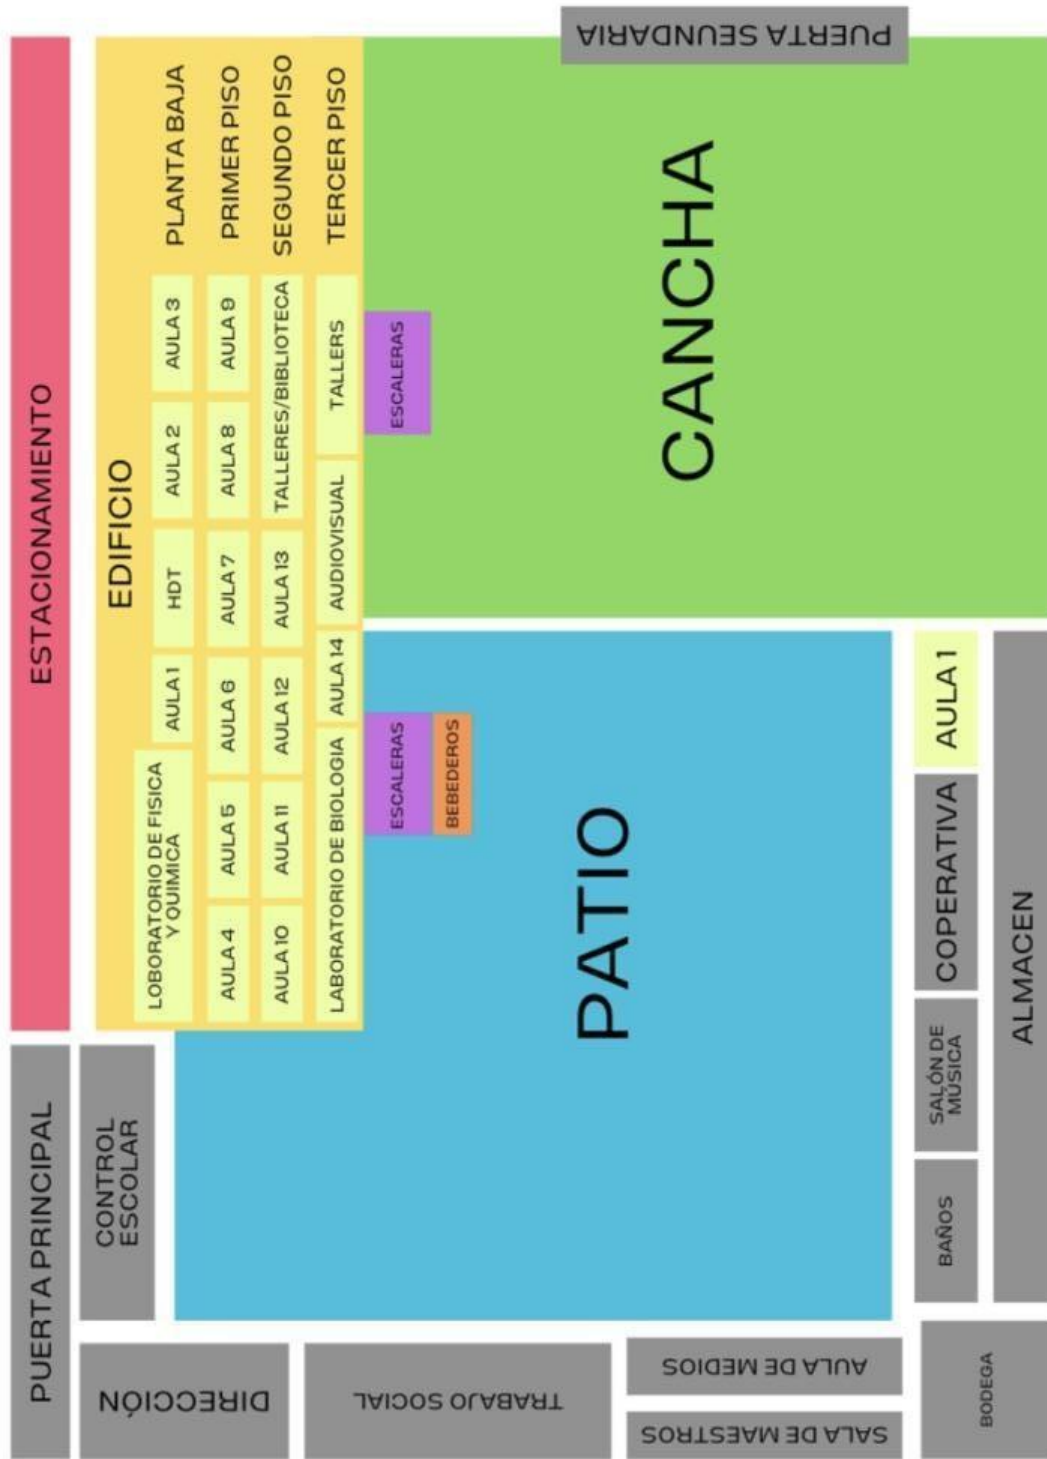 PUERTA PRINCIPAL
ESTACIONAMIENTO
CONTROL
ESCOLAR
EDIFICIO
LOBORATORIO DE FISICA
Y QUIMICA
AULA 1
HDT
AULA 2
AULA 3
PLANTA BAJA
AULA 4
AULA 5
AULA 6
AULA 7
AULA 8
AULA 9
PRIMER PISO
AULA 10
AULA 11
AULA 12
AULA 13
TALLERES/BIBLIOTECA
SEGUNDO PISO
LABORATORIO DE BIOLOGIA
AULA 14
AUDIOVISUAL
TALLERS
TERCER PISO
ESCALERAS
BEBEDEROS
ESCALERAS
PUERTA SEUNDARIA
DIRECCIÓN
TRABAJO SOCIAL
AULA DE MEDIOS
SALA DE MAESTROS
PATIO
CANCHA
BAÑOS
SALÓN DE
MÚSICA
COPERATIVA
AULA 1
BODEGA
ALMACEN